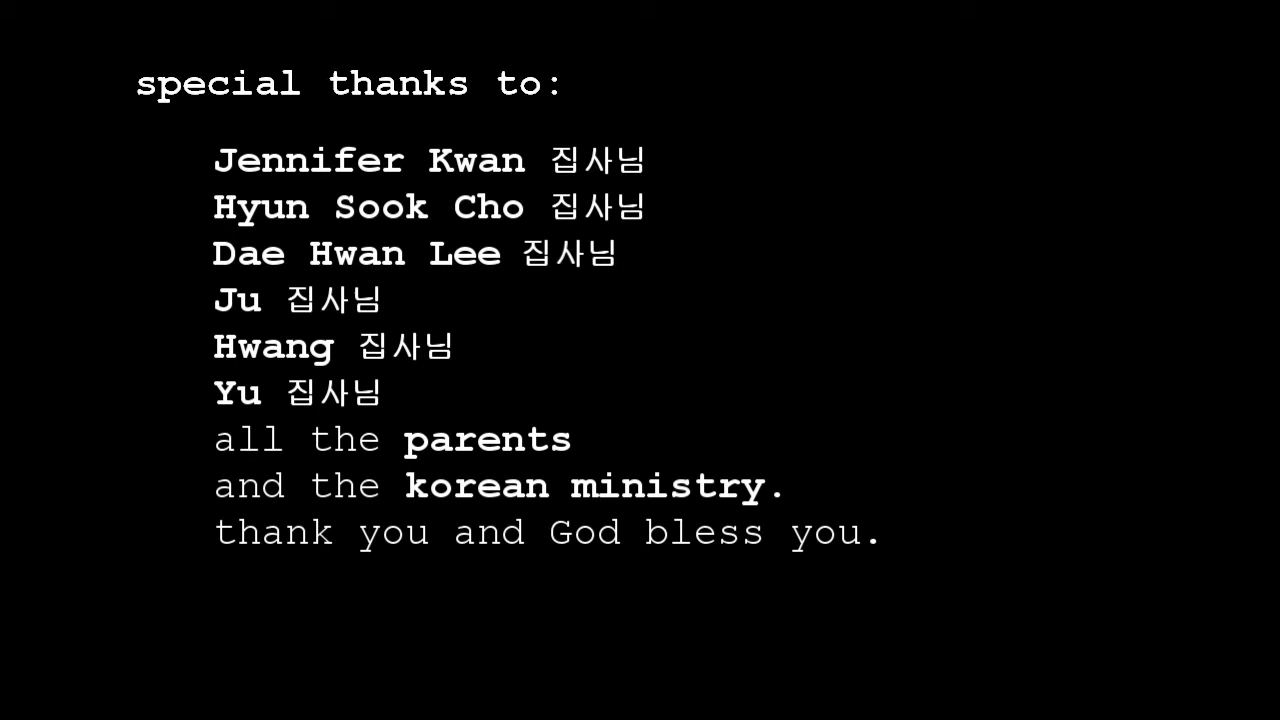 special thanks to:
Jennifer Kwan 집사님
Hyun Sook Cho 집사님
Dae Hwan Lee 집사님
Ju 집사님
Hwang 집사님
Yu 집사님
all the parents
and the korean ministry.
thank you and God bless you.